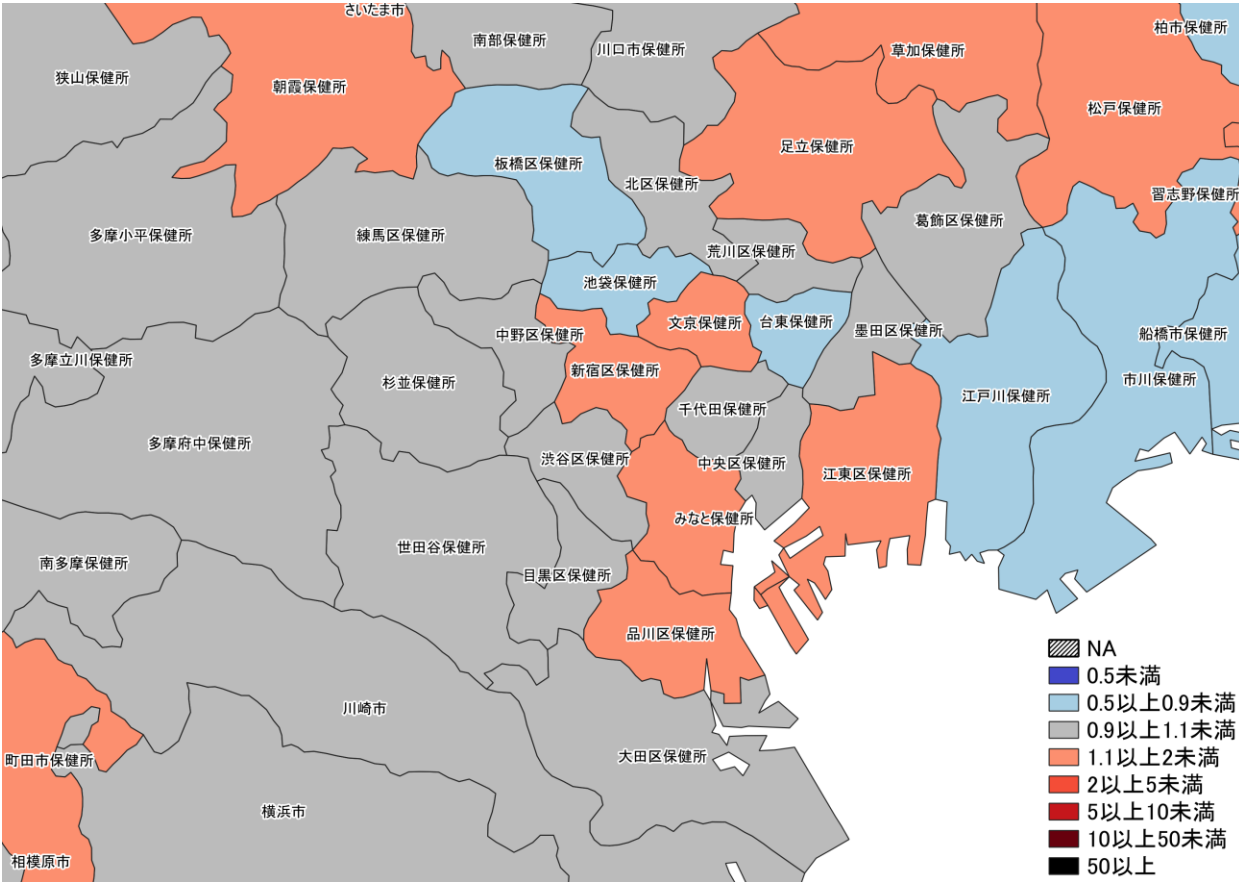 さいたま市
南部保健所
川口市保健所
柏市保健所
狭山保健所
朝霞保健所
草加保健所
松戸保健所
板橋区保健所
足立保健所
北区保健所
習志野保健所
多摩小平保健所
練馬区保健所
荒川区保健所
葛飾区保健所
池袋保健所
中野区保健所
文京保健所
台東保健所
墨田区保健所
船橋市保健所
多摩立川保健所
杉並保健所
新宿区保健所
千代田保健所
江戸川保健所
市川保健所
多摩府中保健所
渋谷区保健所
中央区保健所
江東区保健所
みなと保健所
南多摩保健所
世田谷保健所
目黒区保健所
品川区保健所
川崎市
町田市保健所
大田区保健所
横浜市
相模原市
NA
0.5未満
0.5以上0.9未満
0.9以上1.1未満
1.1以上2未満
2以上5未満
5以上10未満
10以上50未満
50以上